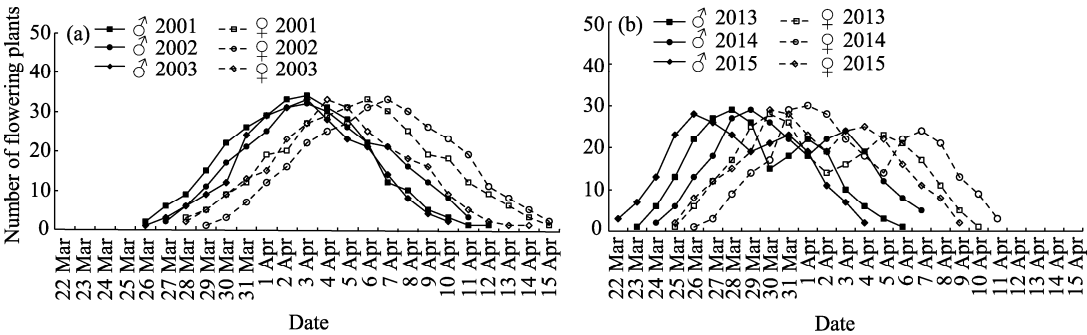 Number of flowering plants
50
40
30
20
10
0
(a)
♂ 2001
♂ 2002
♂ 2003
♀ 2001
♀ 2002
♀ 2003
22 Mar
23 Mar
24 Mar
25 Mar
26 Mar
27 Mar
28 Mar
29 Mar
30 Mar
31 Mar
1 Apr
2 Apr
3 Apr
4 Apr
5 Apr
6 Apr
7 Apr
8 Apr
9 Apr
10 Apr
11 Apr
12 Apr
13 Apr
14 Apr
15 Apr
Date
50
40
30
20
10
0
(b)
♂ 2013
♂ 2014
♂ 2015
♀ 2013
♀ 2014
♀ 2015
22 Mar
23 Mar
24 Mar
25 Mar
26 Mar
27 Mar
28 Mar
29 Mar
30 Mar
31 Mar
1 Apr
2 Apr
3 Apr
4 Apr
5 Apr
6 Apr
7 Apr
8 Apr
9 Apr
10 Apr
11 Apr
12 Apr
13 Apr
14 Apr
15 Apr
Date